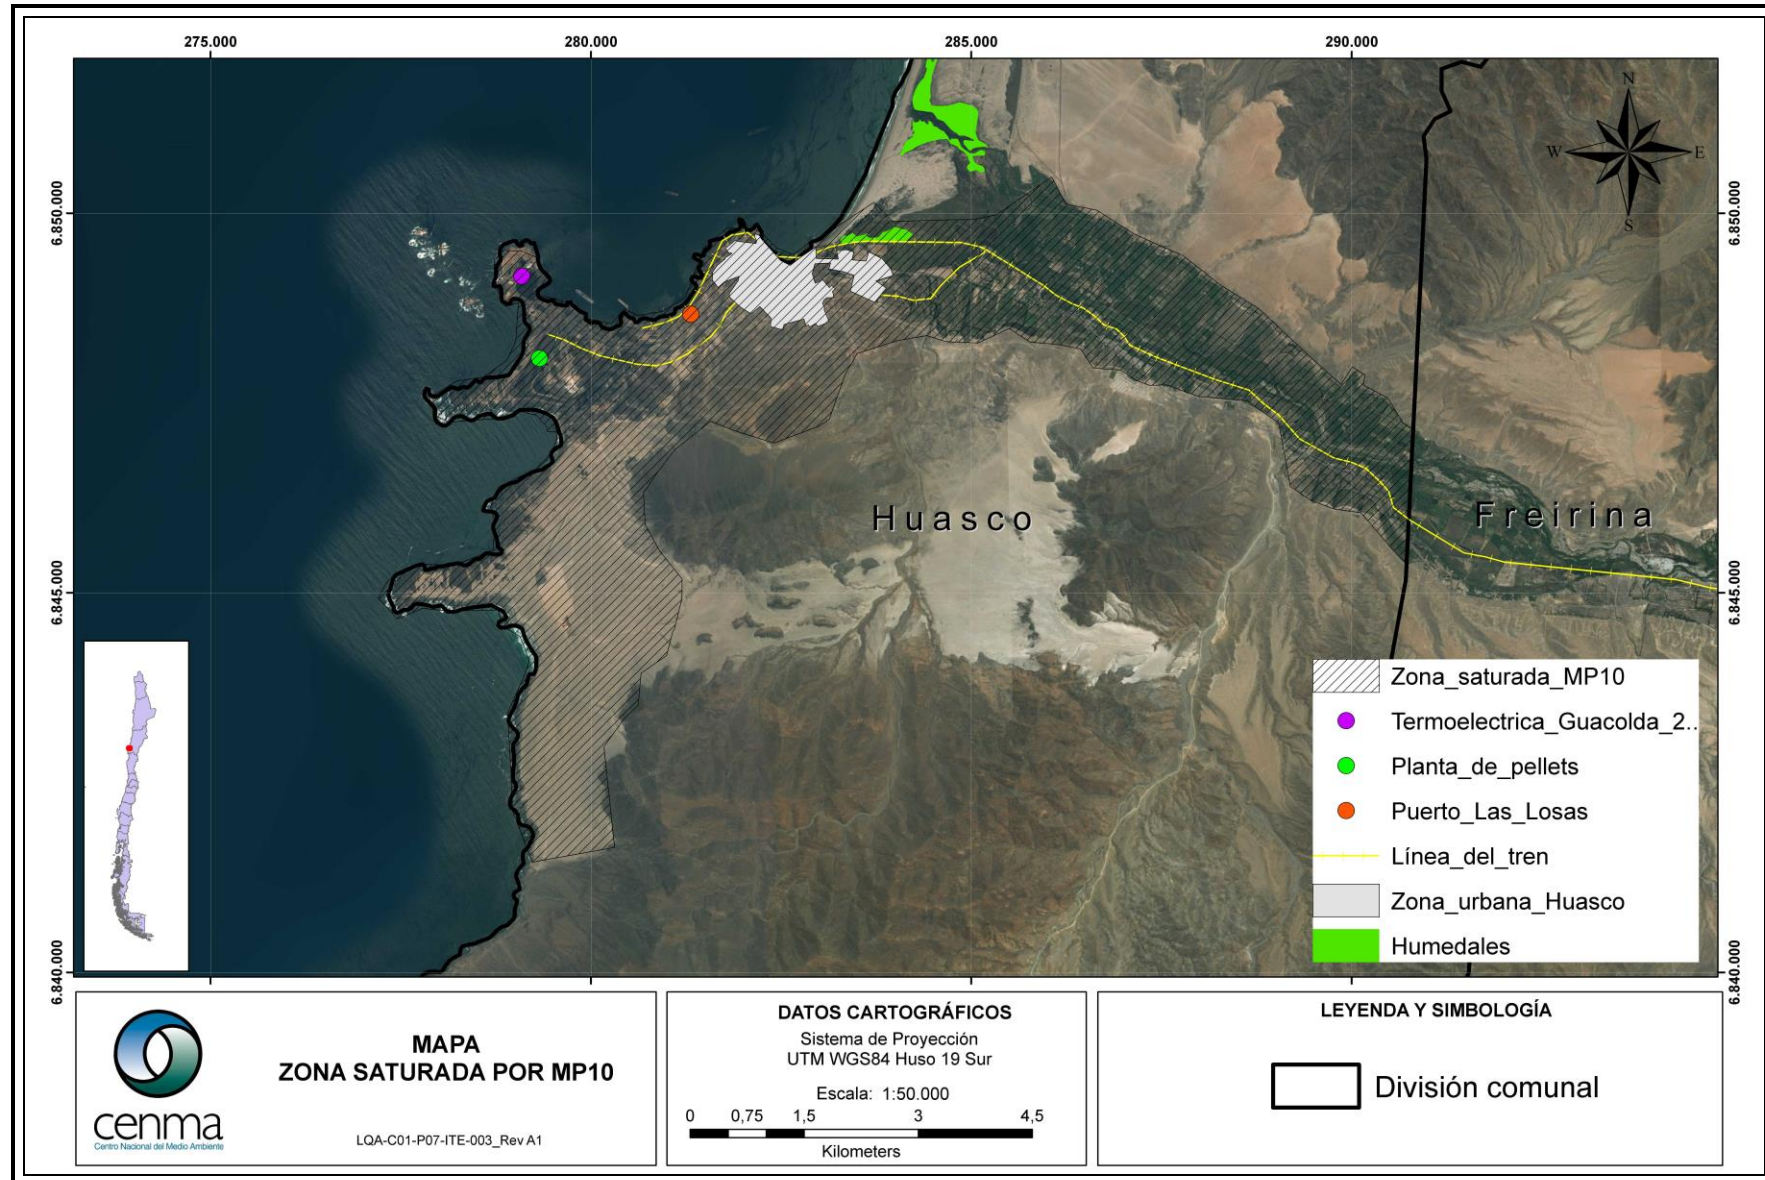 275.000
280.000
285.000
290.000
6.850.000
6.850.000
N
W
E
S
Huasco
Freirina
6.845.000
6.845.000
Zona_saturada_MP10
Termoelectrica_Guacolda_2..
Planta_de_pellets
Puerto_Las_Losas
Línea_del_tren
Zona_urbana_Huasco
Humedales
6.840.000
6.840.000
cenma
Centro Nacional del Medio Ambiente
MAPA
ZONA SATURADA POR MP10
LQA-C01-P07-ITE-003_Rev A1
DATOS CARTOGRÁFICOS
Sistema de Proyección
UTM WGS84 Huso 19 Sur
Escala: 1:50.000
0 0,75 1,5 3 4,5
Kilometers
LEYENDA Y SIMBOLOGÍA
División comunal